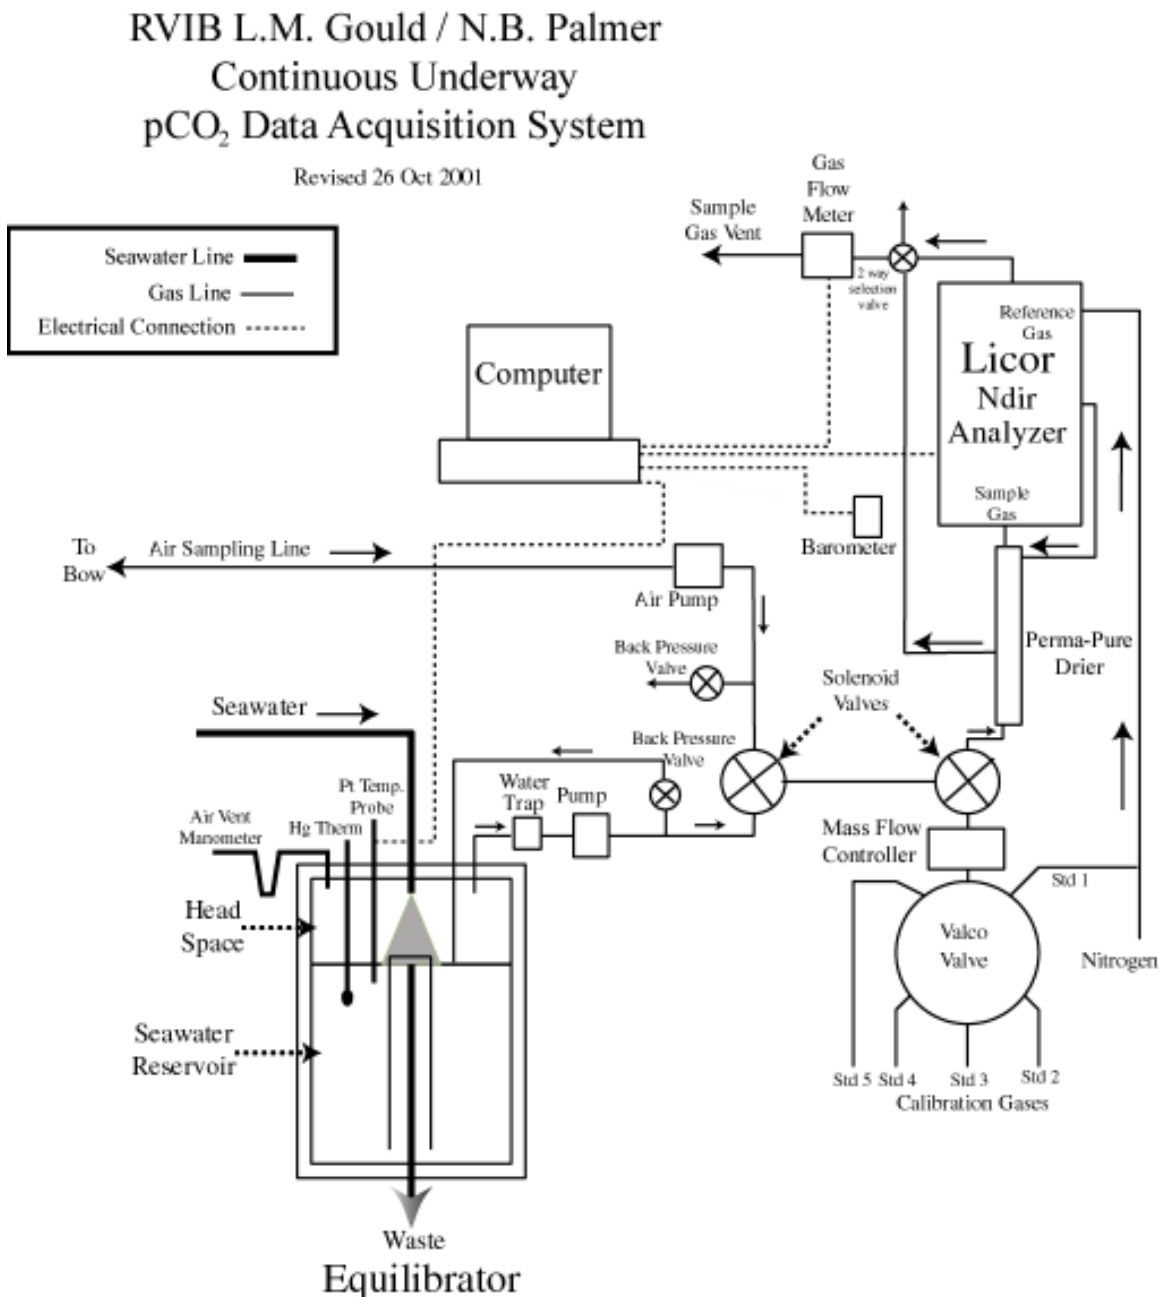 RVIB L.M. Gould / N.B. Palmer
Continuous Underway
pCO₂ Data Acquisition System
Revised 26 Oct 2001
Seawater Line
Gas Line
Electrical Connection
Gas
Flow
Meter
Sample
Gas Vent
2 way
selection
valve
Reference
Gas
Licor
Ndir
Analyzer
Sample
Gas
Computer
Barometer
To
Bow
Air Sampling Line
Air Pump
Perma-Pure
Drier
Back Pressure
Valve
Solenoid
Valves
Seawater
Back Pressure
Valve
Water
Trap
Pump
Pt Temp.
Probe
Air Vent
Manometer
Hg Therm
Mass Flow
Controller
Std 1
Head
Space
Valco
Valve
Nitrogen
Seawater
Reservoir
Std 5
Std 4
Std 3
Std 2
Calibration Gases
Waste
Equilibrator